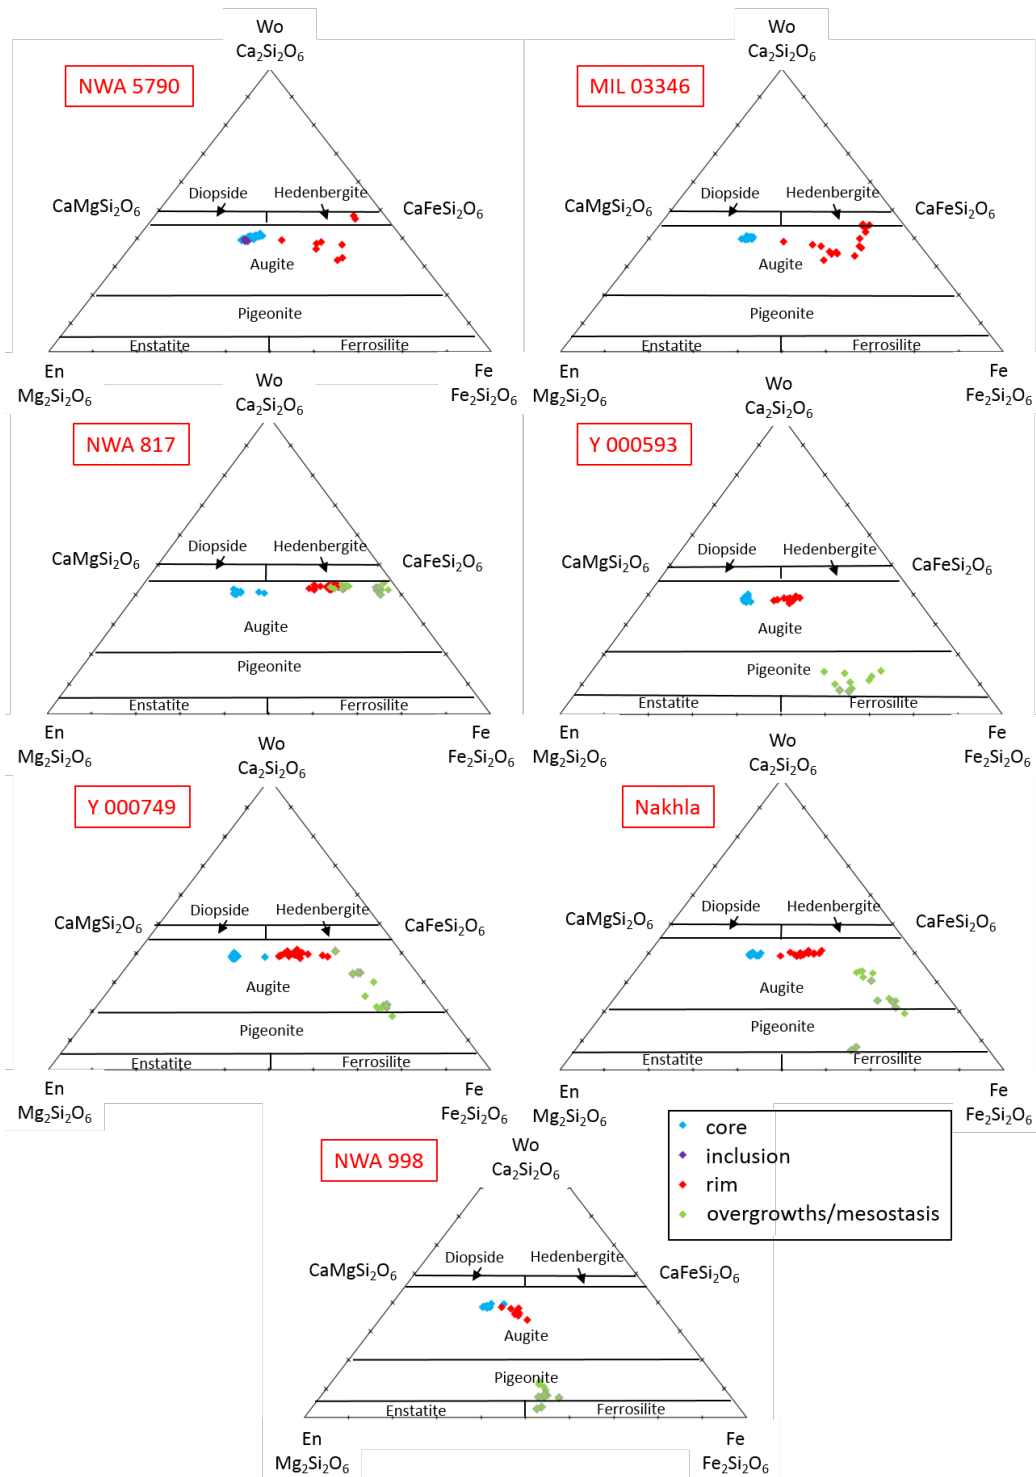 Wo
Ca₂Si₂O₆
NWA 5790
Diopside
Hedenbergite
CaMgSi₂O₆
CaFeSi₂O₆
Augite
Pigeonite
Enstatite
Ferrosilite
En
Mg₂Si₂O₆
Fe
Fe₂Si₂O₆
Wo
Ca₂Si₂O₆
MIL 03346
Diopside
Hedenbergite
CaMgSi₂O₆
CaFeSi₂O₆
Augite
Pigeonite
Enstatite
Ferrosilite
En
Mg₂Si₂O₆
Fe
Fe₂Si₂O₆
Wo
Ca₂Si₂O₆
NWA 817
Diopside
Hedenbergite
CaMgSi₂O₆
CaFeSi₂O₆
Augite
Pigeonite
Enstatite
Ferrosilite
En
Mg₂Si₂O₆
Fe
Fe₂Si₂O₆
Wo
Ca₂Si₂O₆
Y 000593
Diopside
Hedenbergite
CaMgSi₂O₆
CaFeSi₂O₆
Augite
Pigeonite
Enstatite
Ferrosilite
En
Mg₂Si₂O₆
Fe
Fe₂Si₂O₆
Wo
Ca₂Si₂O₆
Y 000749
Diopside
Hedenbergite
CaMgSi₂O₆
CaFeSi₂O₆
Augite
Pigeonite
Enstatite
Ferrosilite
En
Mg₂Si₂O₆
Fe
Fe₂Si₂O₆
Wo
Ca₂Si₂O₆
Nakhla
Diopside
Hedenbergite
CaMgSi₂O₆
CaFeSi₂O₆
Augite
Pigeonite
Enstatite
Ferrosilite
En
Mg₂Si₂O₆
Fe
Fe₂Si₂O₆
Wo
Ca₂Si₂O₆
NWA 998
Diopside
Hedenbergite
CaMgSi₂O₆
CaFeSi₂O₆
Augite
Pigeonite
Enstatite
Ferrosilite
En
Mg₂Si₂O₆
Fe
Fe₂Si₂O₆
core
inclusion
rim
overgrowths/mesostasis